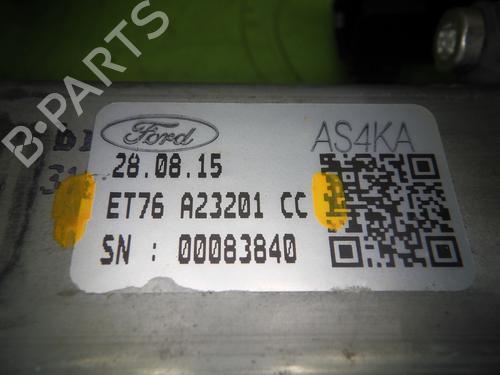 B-PARTS
Ford
AS4KA
28.08.15
ET76 A23201 CC
SN : 00083840